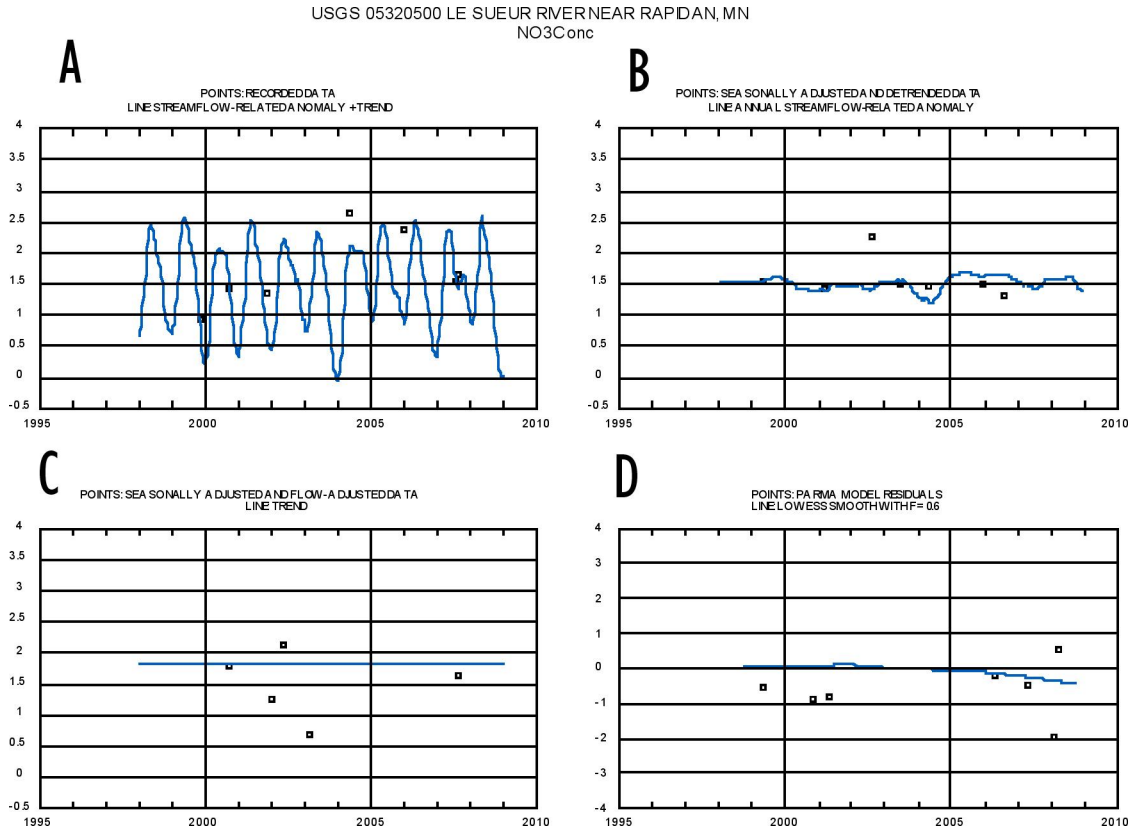 USGS 05320500 LE SUEUR RIVER NEAR RAPIDAN, MN
NO3Conc
A
POINTS: RECORDED DATA
LINE: STREAMFLOW-RELATED ANOMALY + TREND
4
3.5
3
2.5
2
1.5
1
0.5
0
-0.5
1995 2000 2005 2010
B
POINTS: SEASONALLY ADJUSTED AND DETRENDED DATA
LINE: ANNUAL STREAMFLOW-RELATED ANOMALY
4
3.5
3
2.5
2
1.5
1
0.5
0
-0.5
1995 2000 2005 2010
C
POINTS: SEASONALLY ADJUSTED AND FLOW-ADJUSTED DATA
LINE: TREND
4
3.5
3
2.5
2
1.5
1
0.5
0
-0.5
1995 2000 2005 2010
D
POINTS: PARMA MODEL RESIDUALS
LINE: LOWESS SMOOTH WITH F = 0.6
4
3
2
1
0
-1
-2
-3
-4
1995 2000 2005 2010